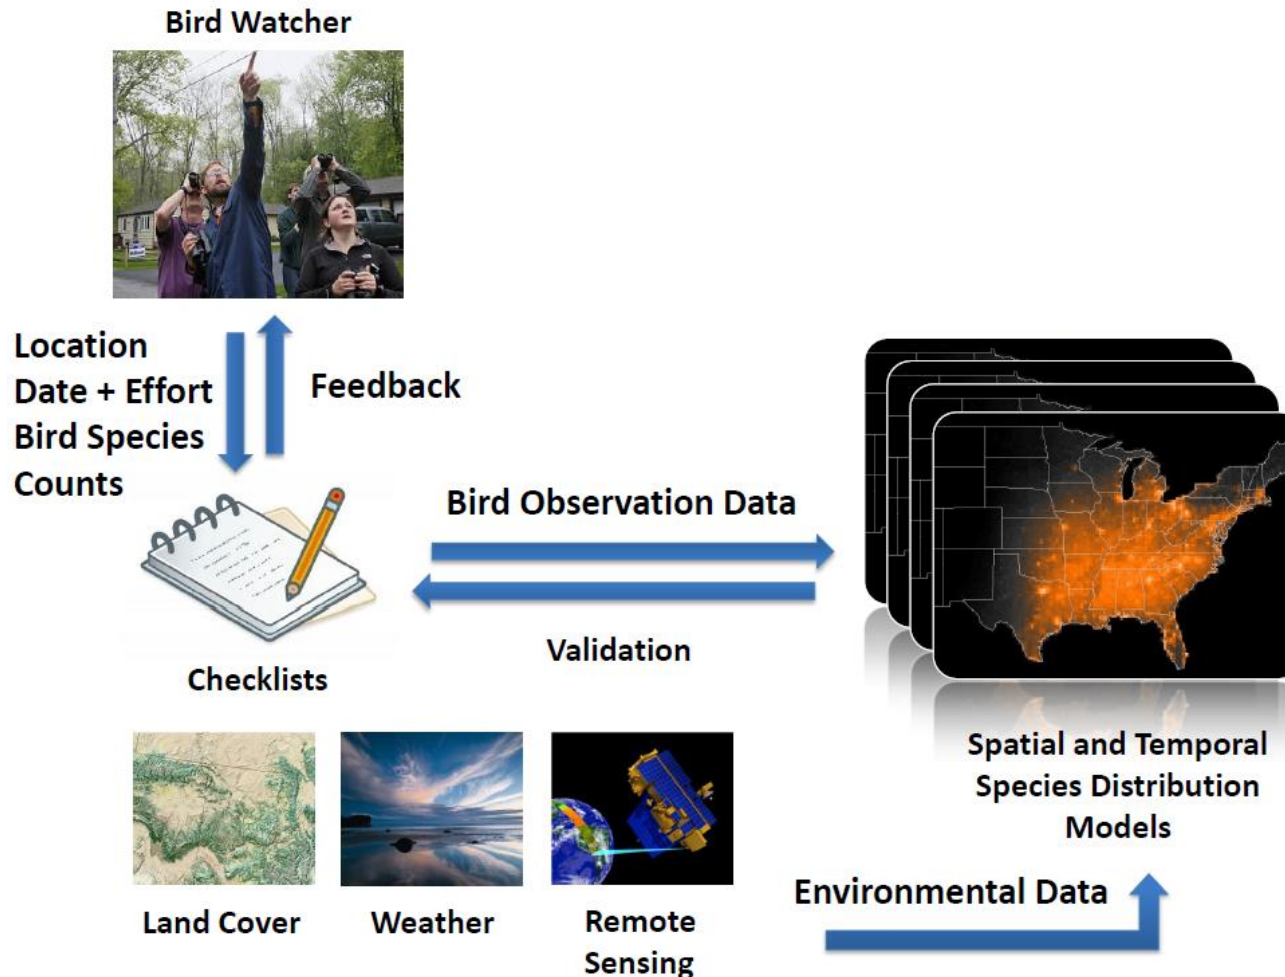 Bird Watcher
Location
Date + Effort
Bird Species
Counts
Feedback
Bird Observation Data
Validation
Checklists
Spatial and Temporal
Species Distribution
Models
Environmental Data
Land Cover
Weather
Remote
Sensing